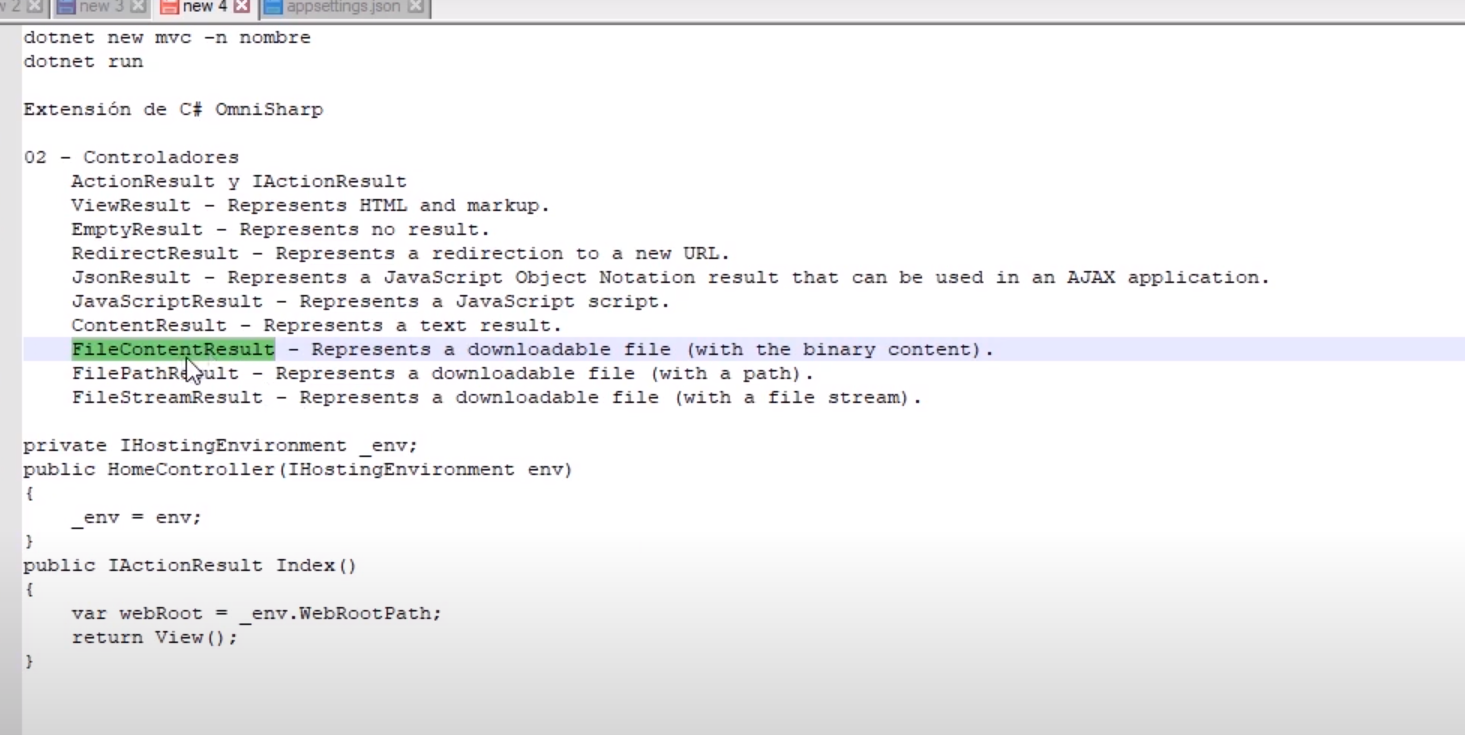 new 3 new 4 appsettings.json
dotnet new mvc -n nombre
dotnet run
Extensión de C# OmniSharp
02 - Controladores
ActionResult y IActionResult
ViewResult - Represents HTML and markup.
EmptyResult - Represents no result.
RedirectResult - Represents a redirection to a new URL.
JsonResult - Represents a JavaScript Object Notation result that can be used in an AJAX application.
JavaScriptResult - Represents a JavaScript script.
ContentResult - Represents a text result.
FileContentResult - Represents a downloadable file (with the binary content).
FilePathResult - Represents a downloadable file (with a path).
FileStreamResult - Represents a downloadable file (with a file stream).
private IHostingEnvironment _env;
public HomeController(IHostingEnvironment env)
{
_env = env;
}
public IActionResult Index()
{
var webRoot = _env.WebRootPath;
return View();
}